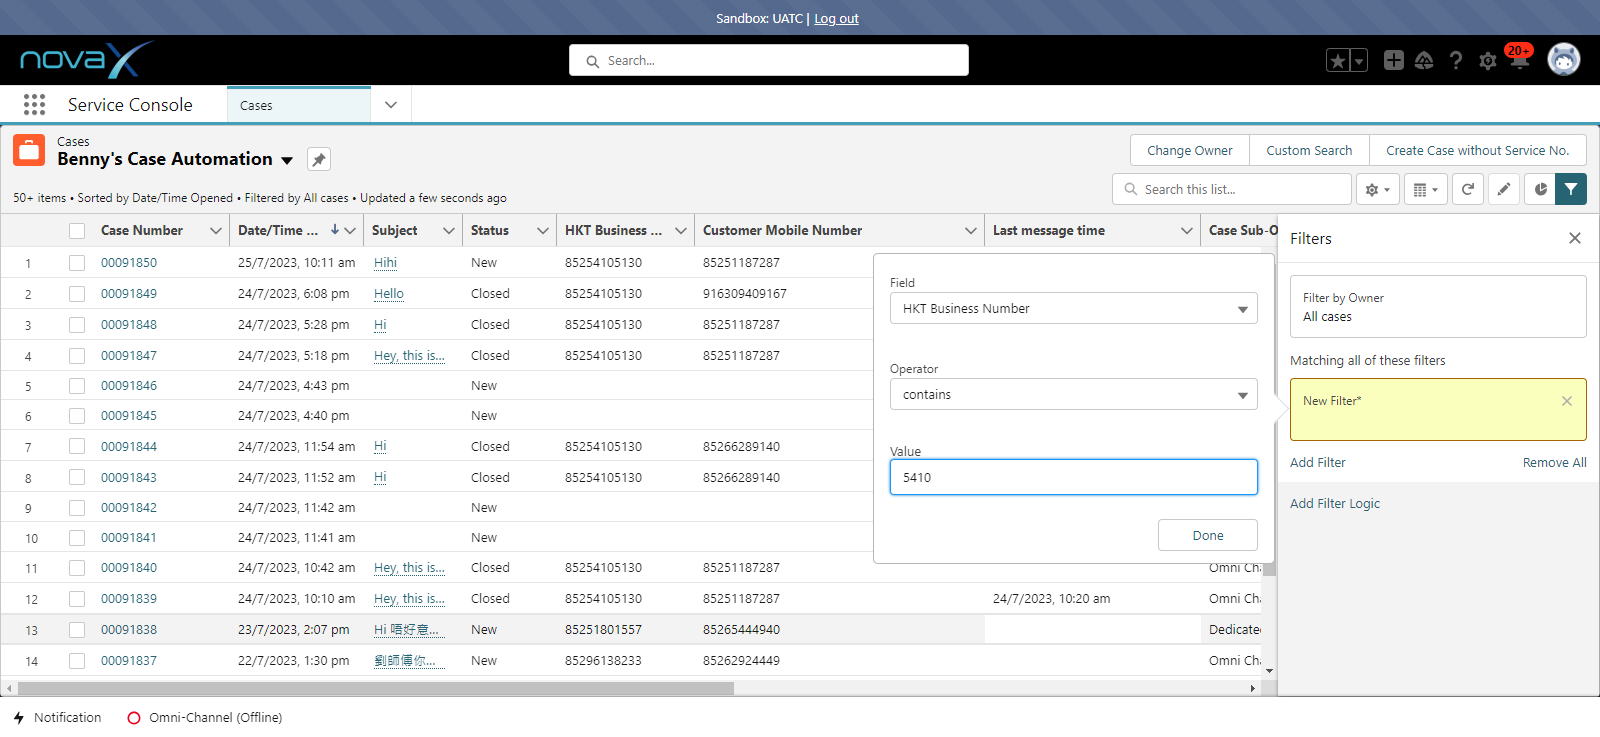 Sandbox: UATC | Log out
novaX
Search...
20+
Service Console
Cases
Cases
Benny's Case Automation
Change Owner
Custom Search
Create Case without Service No.
50+ items • Sorted by Date/Time Opened • Filtered by All cases • Updated a few seconds ago
Search this list...
Case Number Date/Time ... Subject Status HKT Business ... Customer Mobile Number Last message time Case Sub-O
1 00091850 25/7/2023, 10:11 am Hihi New 85254105130 85251187287
2 00091849 24/7/2023, 6:08 pm Hello Closed 85254105130 916309409167
3 00091848 24/7/2023, 5:28 pm Hi Closed 85254105130 85251187287
4 00091847 24/7/2023, 5:18 pm Hey, this is... Closed 85254105130 85251187287
5 00091846 24/7/2023, 4:43 pm New
6 00091845 24/7/2023, 4:40 pm New
7 00091844 24/7/2023, 11:54 am Hi Closed 85254105130 85266289140
8 00091843 24/7/2023, 11:52 am Hi Closed 85254105130 85266289140
9 00091842 24/7/2023, 11:42 am New
10 00091841 24/7/2023, 11:41 am New
11 00091840 24/7/2023, 10:42 am Hey, this is... Closed 85254105130 85251187287 Omni Cha
12 00091839 24/7/2023, 10:10 am Hey, this is... Closed 85254105130 85251187287 24/7/2023, 10:20 am Omni Cha
13 00091838 23/7/2023, 2:07 pm Hi 唔好意... New 85251801557 85265444940 Dedicated
14 00091837 22/7/2023, 1:30 pm 劉師傅你... New 85296138233 85262924449 Omni Cha
Field
HKT Business Number
Operator
contains
Value
5410
Done
Filters
Filter by Owner
All cases
Matching all of these filters
New Filter*
Add Filter
Remove All
Add Filter Logic
Notification
Omni-Channel (Offline)